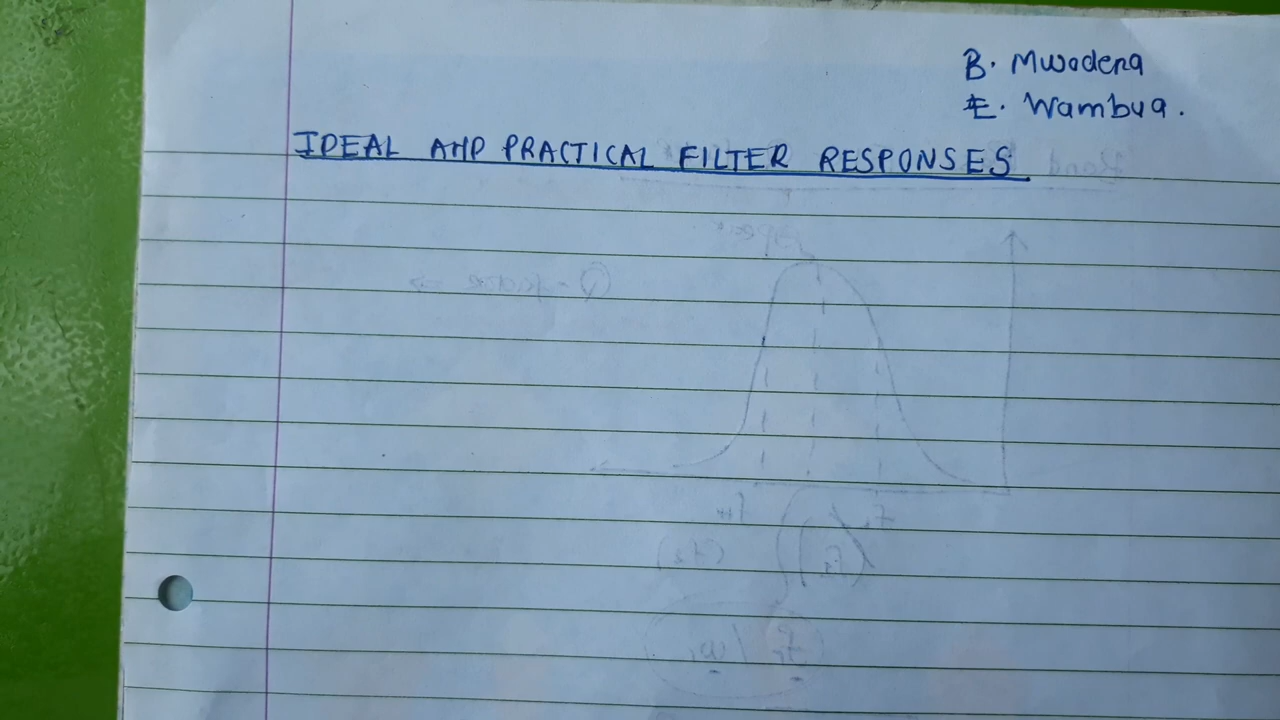 B. Mwadena
E. Wambua.
IDEAL AND PRACTICAL FILTER RESPONSES